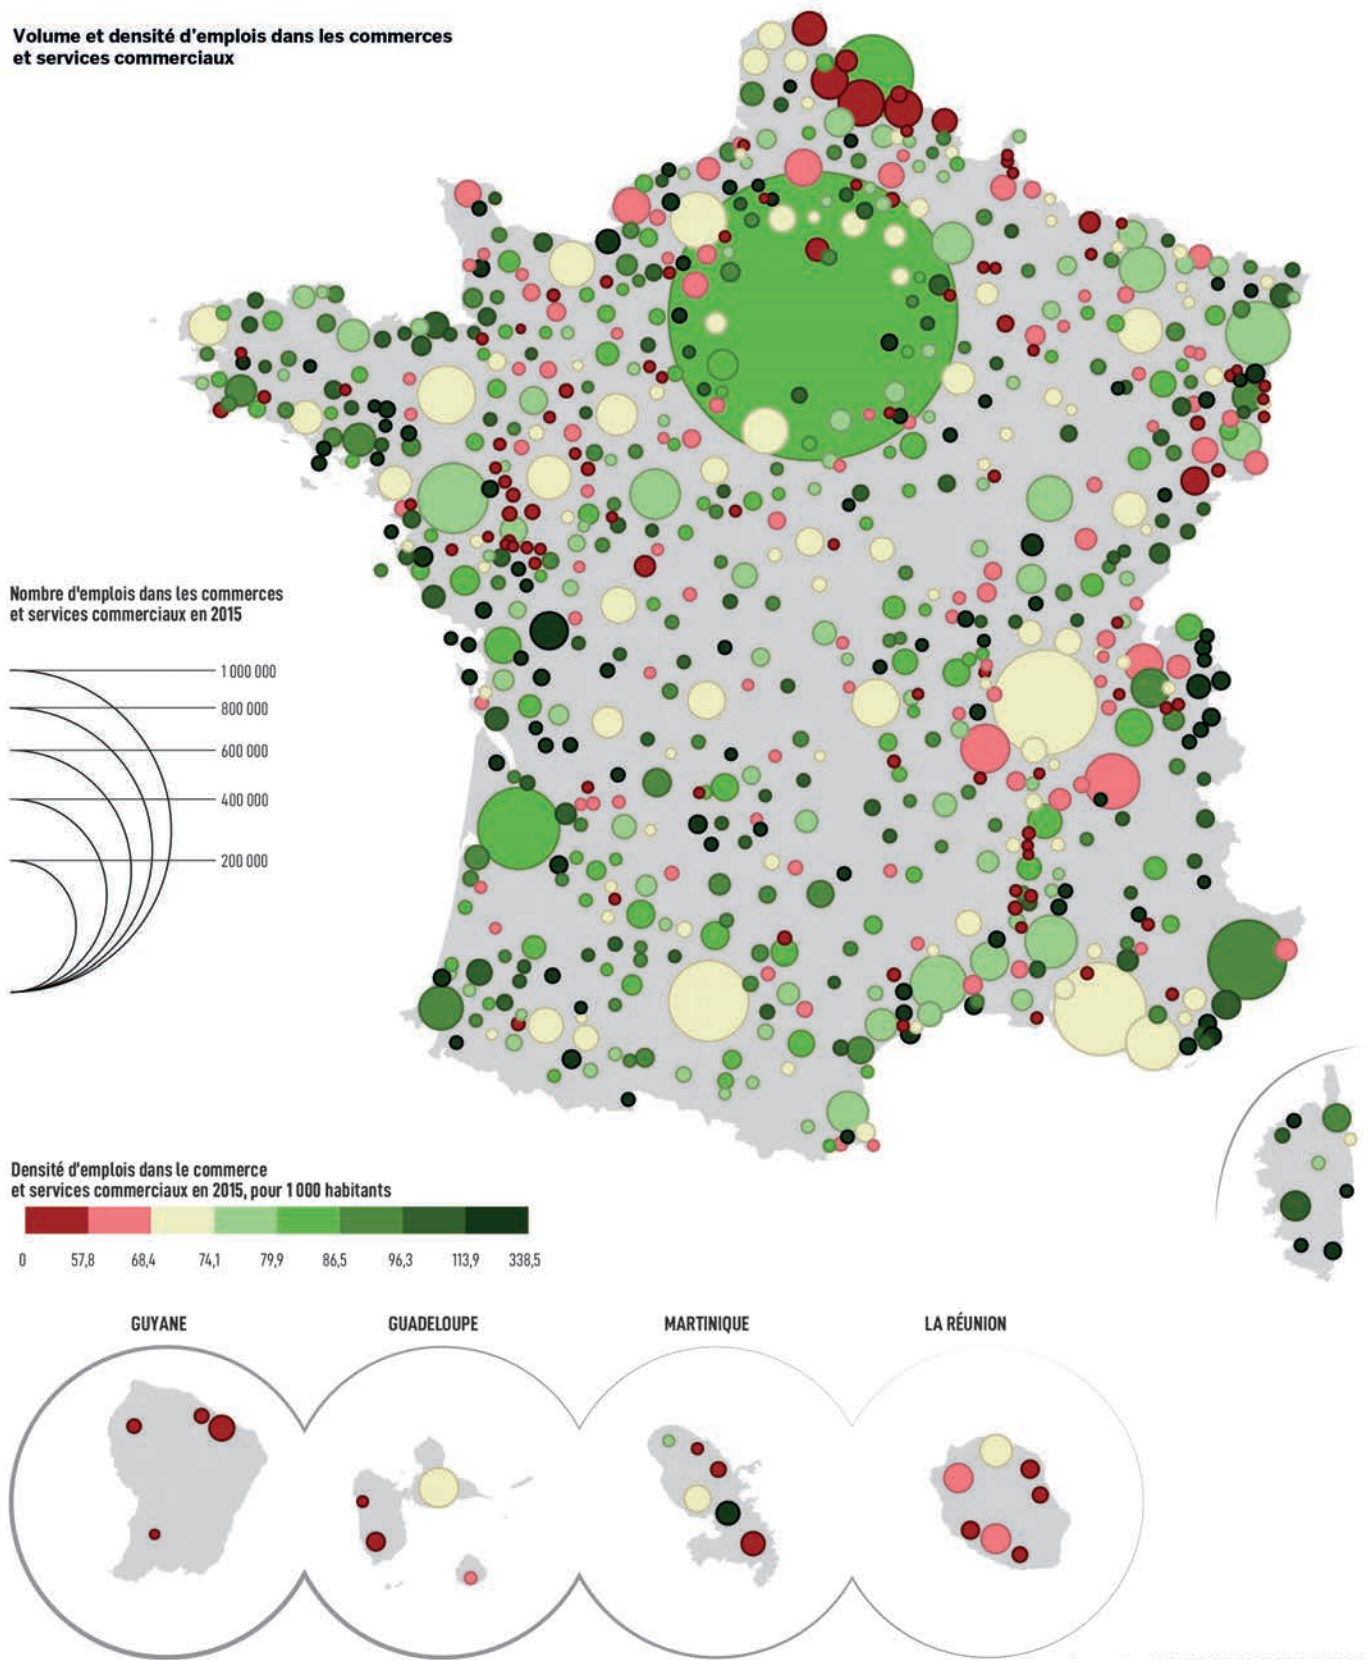 Volume et densité d'emplois dans les commerces
et services commerciaux
Nombre d'emplois dans les commerces
et services commerciaux en 2015
1 000 000
800 000
600 000
400 000
200 000
Densité d'emplois dans le commerce
et services commerciaux en 2015, pour 1 000 habitants
0 57,8 68,4 74,1 79,9 86,5 96,3 113,9 338,5
GUYANE GUADELOUPE MARTINIQUE LA RÉUNION